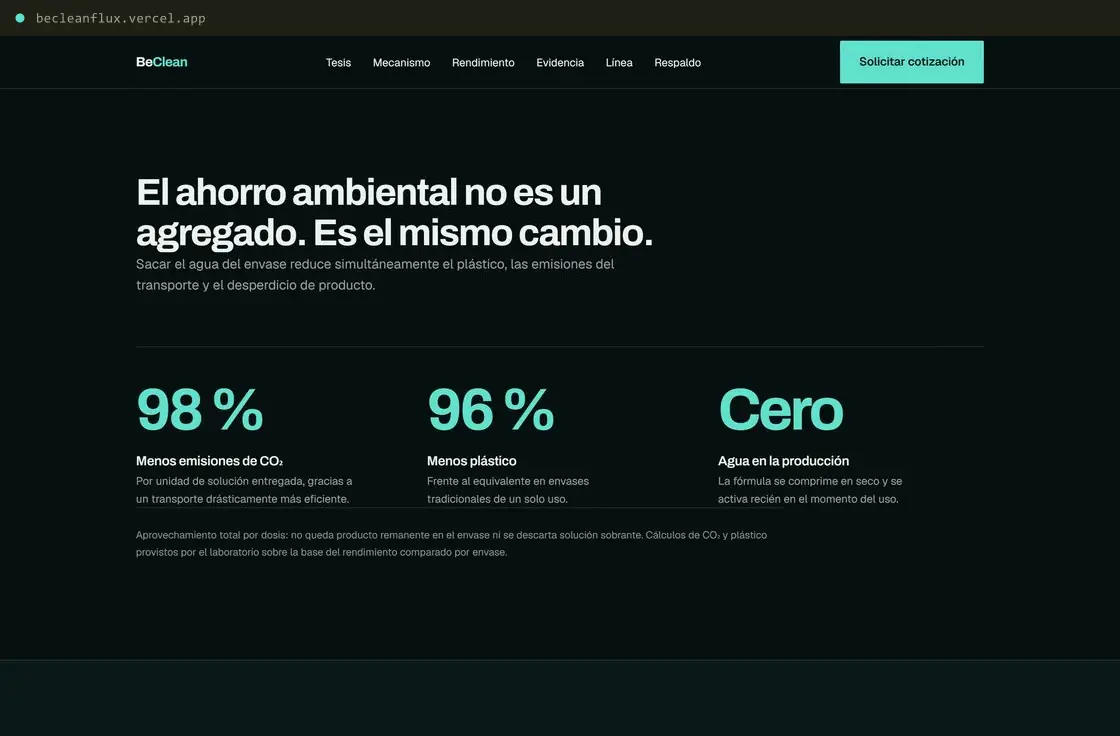 becleanflux.vercel.app
BeClean
Tesis
Mecanismo
Rendimiento
Evidencia
Línea
Respaldo
Solicitar cotización
El ahorro ambiental no es un
agregado. Es el mismo cambio.
Sacar el agua del envase reduce simultáneamente el plástico, las emisiones del
transporte y el desperdicio de producto.
98 %
Menos emisiones de CO₂
Por unidad de solución entregada, gracias a
un transporte drásticamente más eficiente.
96 %
Menos plástico
Frente al equivalente en envases
tradicionales de un solo uso.
Cero
Agua en la producción
La fórmula se comprime en seco y se
activa recién en el momento del uso.
Aprovechamiento total por dosis: no queda producto remanente en el envase ni se descarta solución sobrante. Cálculos de CO₂ y plástico
provistos por el laboratorio sobre la base del rendimiento comparado por envase.